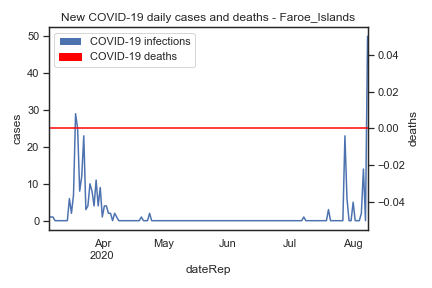 New COVID-19 daily cases and deaths - Faroe_Islands
COVID-19 infections
COVID-19 deaths
50
40
30
20
10
0
cases
0.04
0.02
0.00
−0.02
−0.04
deaths
Apr
2020
May
Jun
Jul
Aug
dateRep